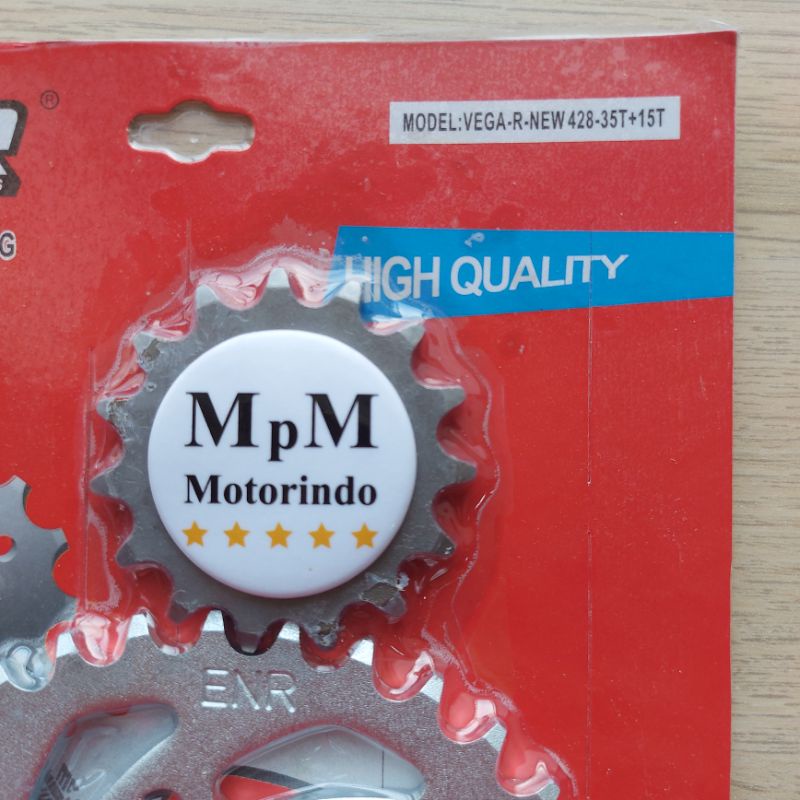 ®
MODEL:VEGA-R-NEW 428-35T+15T
G
HIGH QUALITY
MpM
Motorindo
ENR